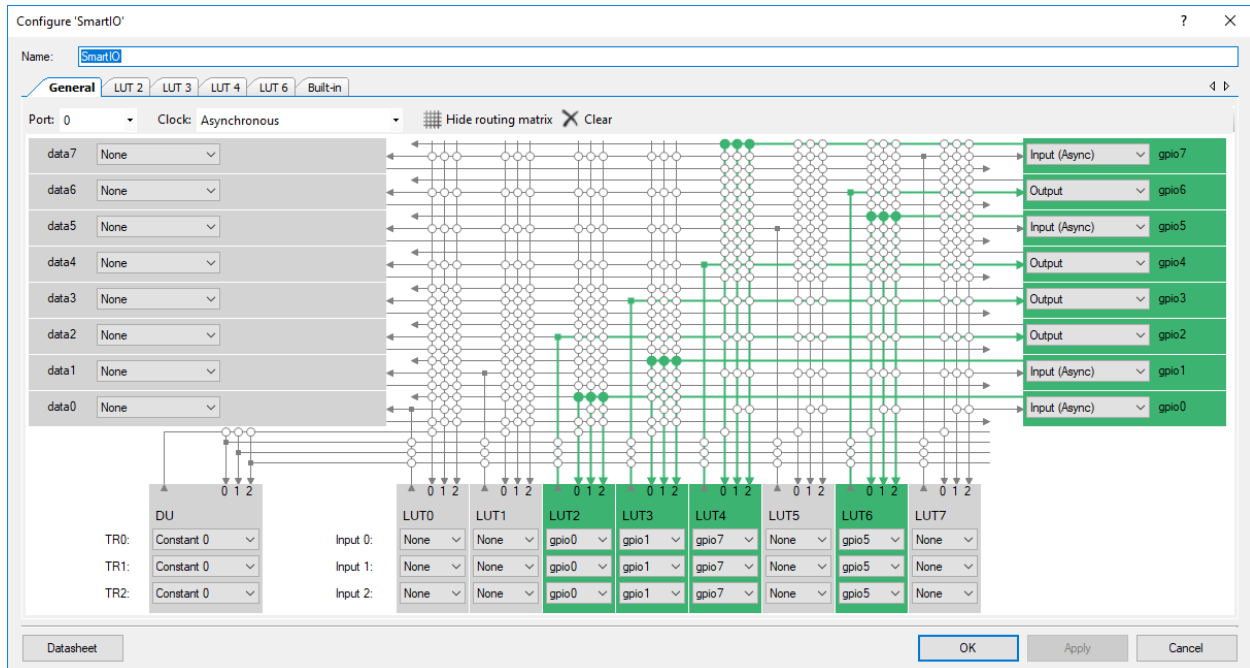 Configure 'SmartIO' ? ×
Name: SmartIO
General LUT 2 LUT 3 LUT 4 LUT 6 Built-in
Port: 0 Clock: Asynchronous Hide routing matrix Clear
data7 None Input (Async) gpio7
data6 None Output gpio6
data5 None Input (Async) gpio5
data4 None Output gpio4
data3 None Output gpio3
data2 None Output gpio2
data1 None Input (Async) gpio1
data0 None Input (Async) gpio0
0 1 2 0 1 2 0 1 2 0 1 2 0 1 2 0 1 2 0 1 2 0 1 2 0 1 2
DU LUT0 LUT1 LUT2 LUT3 LUT4 LUT5 LUT6 LUT7
TR0: Constant 0 Input 0: None None gpio0 gpio1 gpio7 None gpio5 None
TR1: Constant 0 Input 1: None None gpio0 gpio1 gpio7 None gpio5 None
TR2: Constant 0 Input 2: None None gpio0 gpio1 gpio7 None gpio5 None
Datasheet OK Apply Cancel